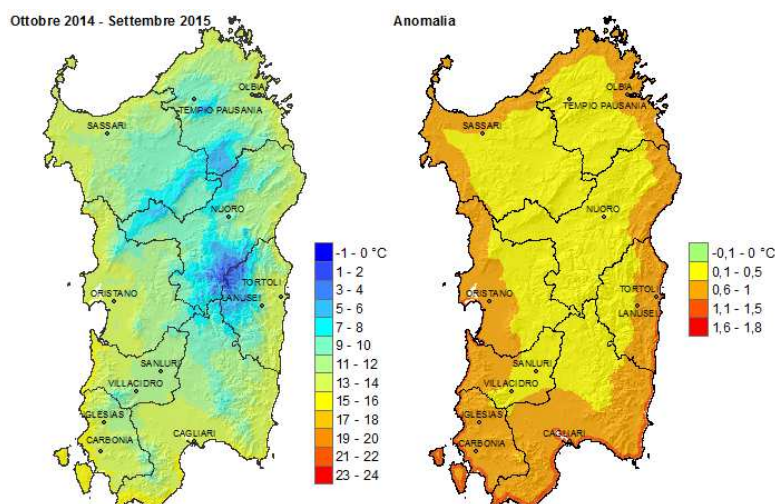 Ottobre 2014 - Settembre 2015
OLBIA
TEMPIO PAUSANIA
SASSARI
NUORO
TORTOLI
LANUSEI
ORISTANO
SANLURI
VILLACIDRO
IGLESIAS
CARBONIA
CAGLIARI
-1 - 0 °C
1 - 2
3 - 4
5 - 6
7 - 8
9 - 10
11 - 12
13 - 14
15 - 16
17 - 18
19 - 20
21 - 22
23 - 24
Anomalia
OLBIA
TEMPIO PAUSANIA
SASSARI
NUORO
TORTOLI
LANUSEI
ORISTANO
SANLURI
VILLACIDRO
IGLESIAS
CARBONIA
CAGLIARI
-0,1 - 0 °C
0,1 - 0,5
0,6 - 1
1,1 - 1,5
1,6 - 1,8